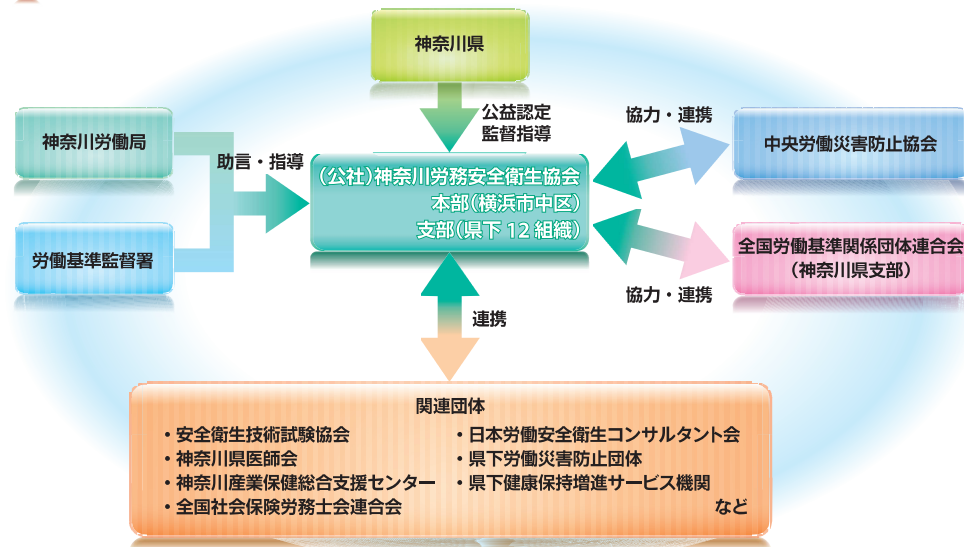 神奈川県
公益認定
監督指導
神奈川労働局
助言・指導
労働基準監督署
(公社)神奈川労務安全衛生協会
本部(横浜市中区)
支部(県下12組織)
協力・連携
中央労働災害防止協会
全国労働基準関係団体連合会
(神奈川県支部)
協力・連携
連携
関連団体
・安全衛生技術試験協会
・神奈川県医師会
・神奈川産業保健総合支援センター
・全国社会保険労務士会連合会
・日本労働安全衛生コンサルタント会
・県下労働災害防止団体
・県下健康保持増進サービス機関
など